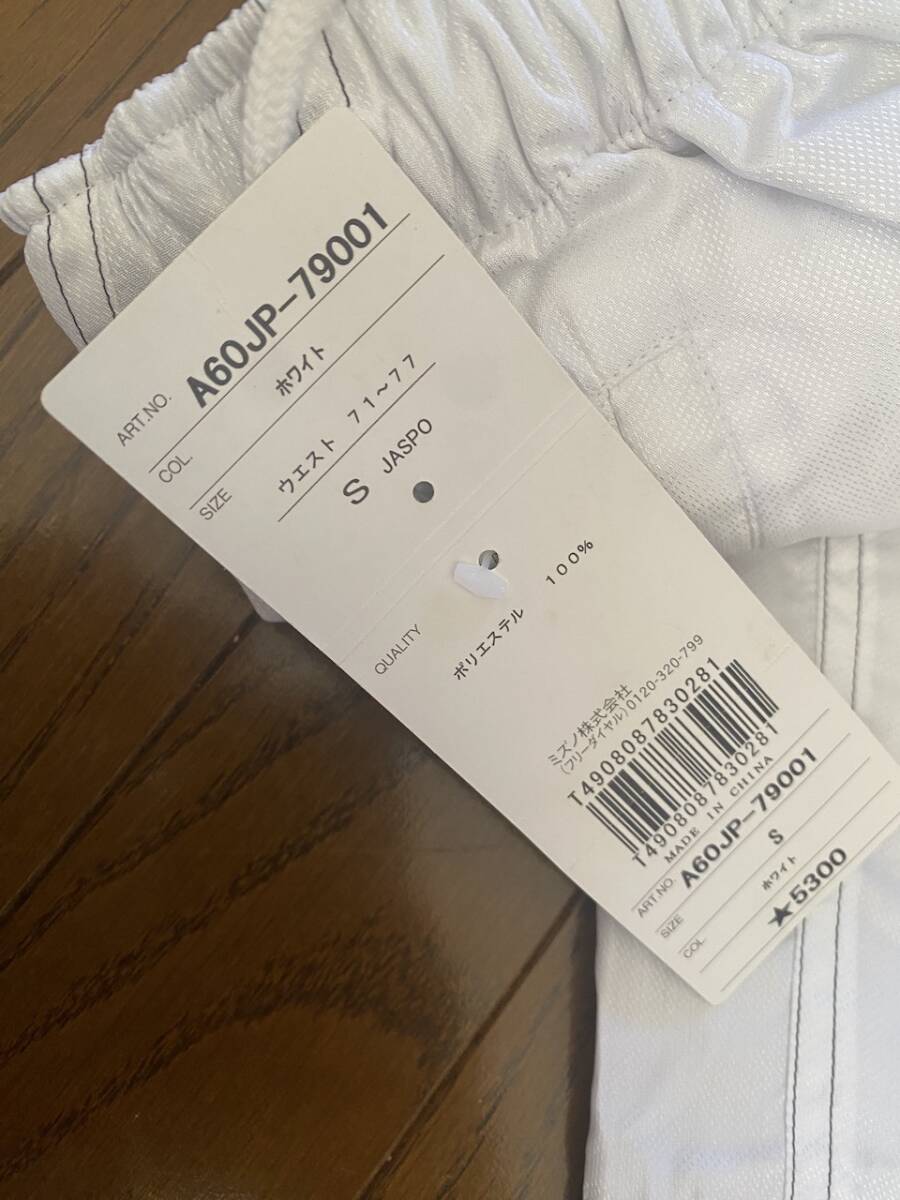 ART.NO. A60JP-79001
COL. ホワイト
SIZE ウエスト 71~77
S JASPO
QUALITY
ポリエステル 100%
ミズノ株式会社
(フリーダイヤル)0120-320-799
T4908087830281
T4908087830281
MADE IN CHINA
ART.NO. A60JP-79001
SIZE S
COL. ホワイト
★5300